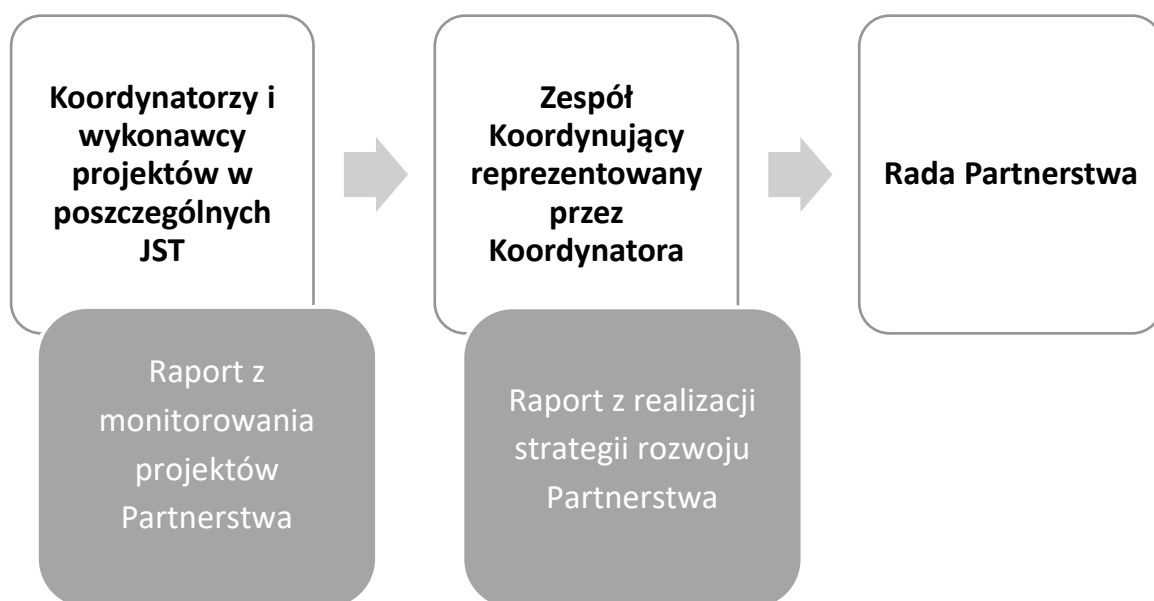 Koordynatorzy i
wykonawcy
projektów w
poszczególnych
JST
Zespół
Koordynujący
reprezentowany
przez
Koordynatora
Rada Partnerstwa
Raport z
monitorowania
projektów
Partnerstwa
Raport z realizacji
strategii rozwoju
Partnerstwa